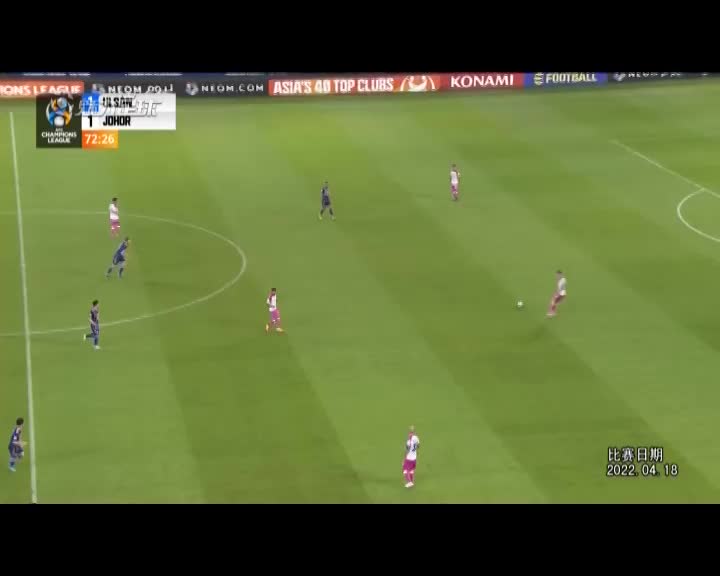 NEOM.COM
ASIA'S 40 TOP CLUBS
KONAMI
FOOTBALL
ULSAN
1 JOHOR
AFC
CHAMPIONS
LEAGUE
72:26
比赛日期
2022.04.18